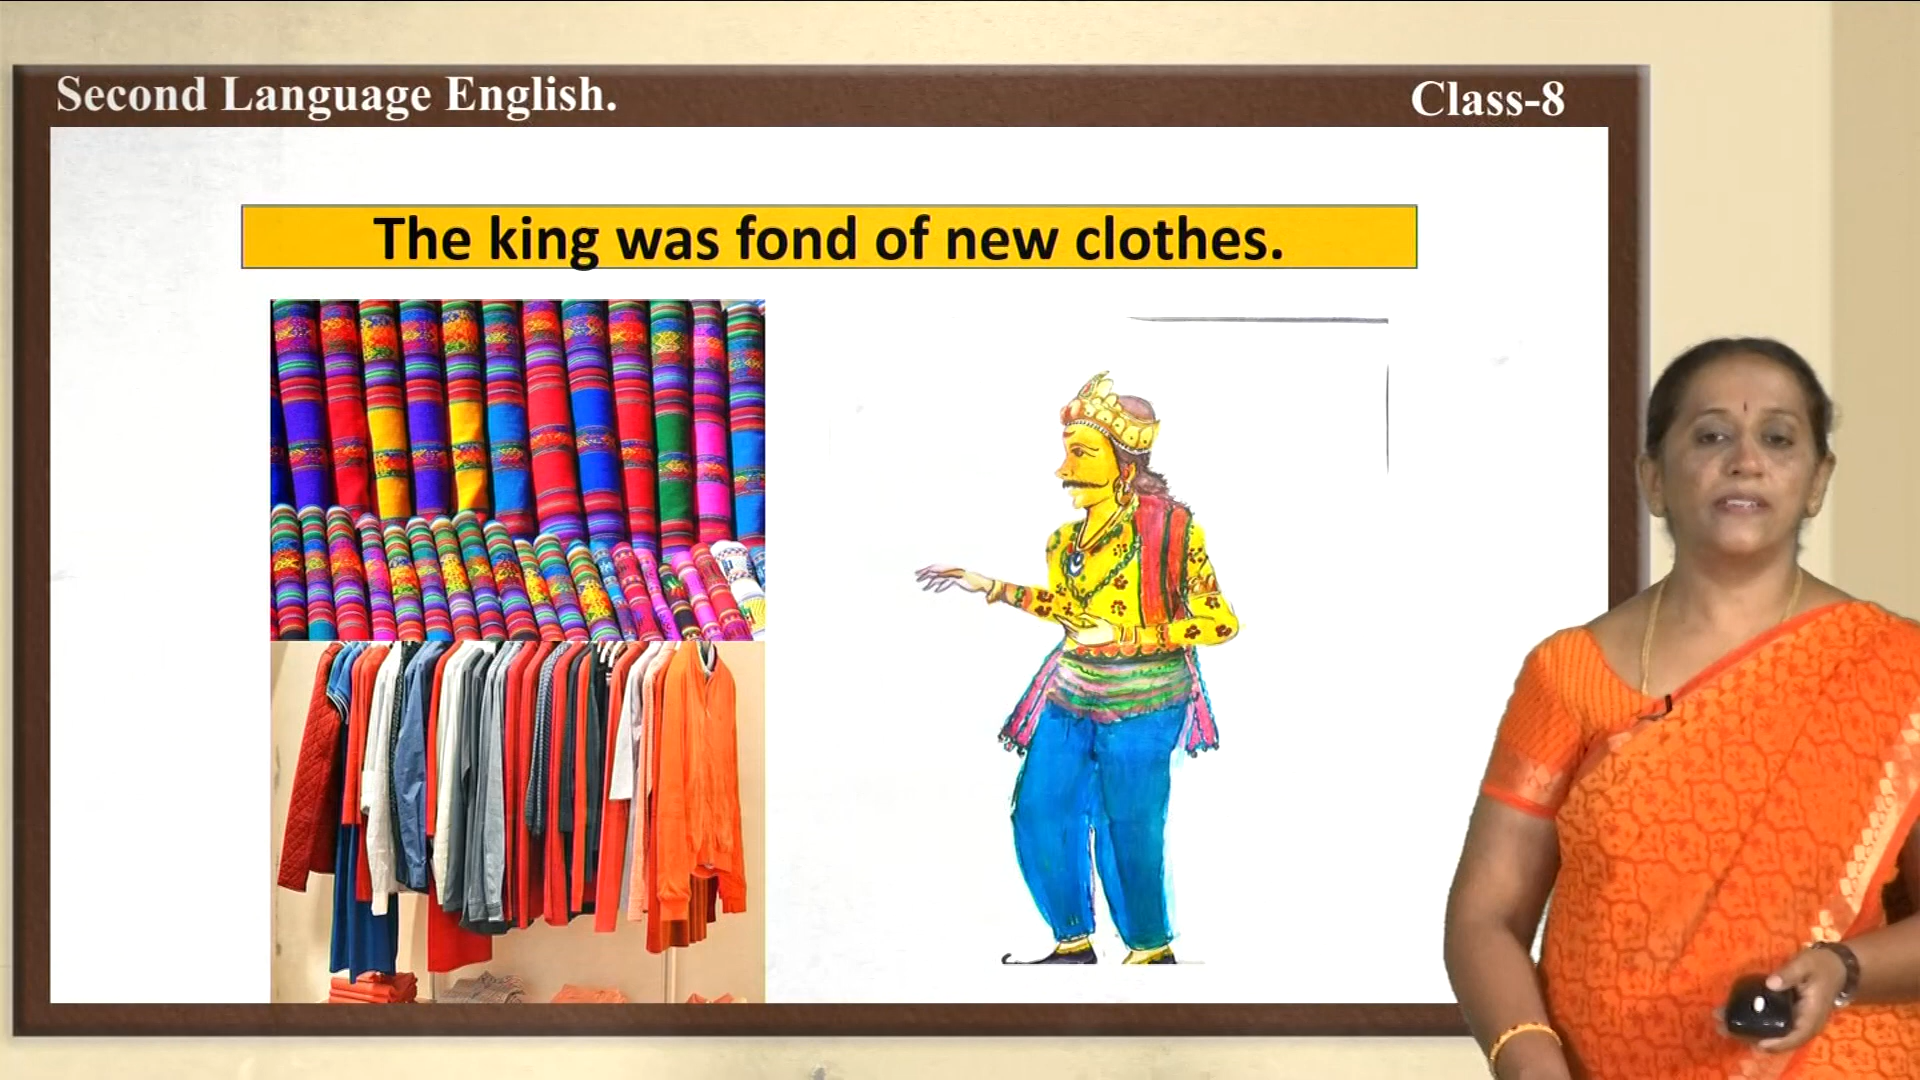 Second Language English.
Class-8
The king was fond of new clothes.